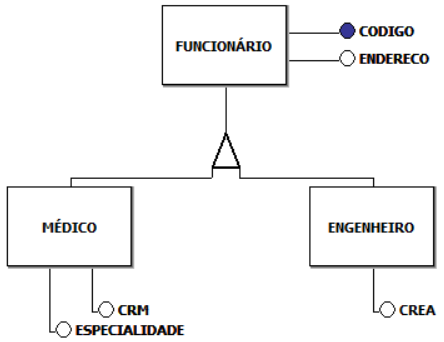 FUNCIONÁRIO
CODIGO
ENDERECO
MÉDICO
ENGENHEIRO
CRM
ESPECIALIDADE
CREA